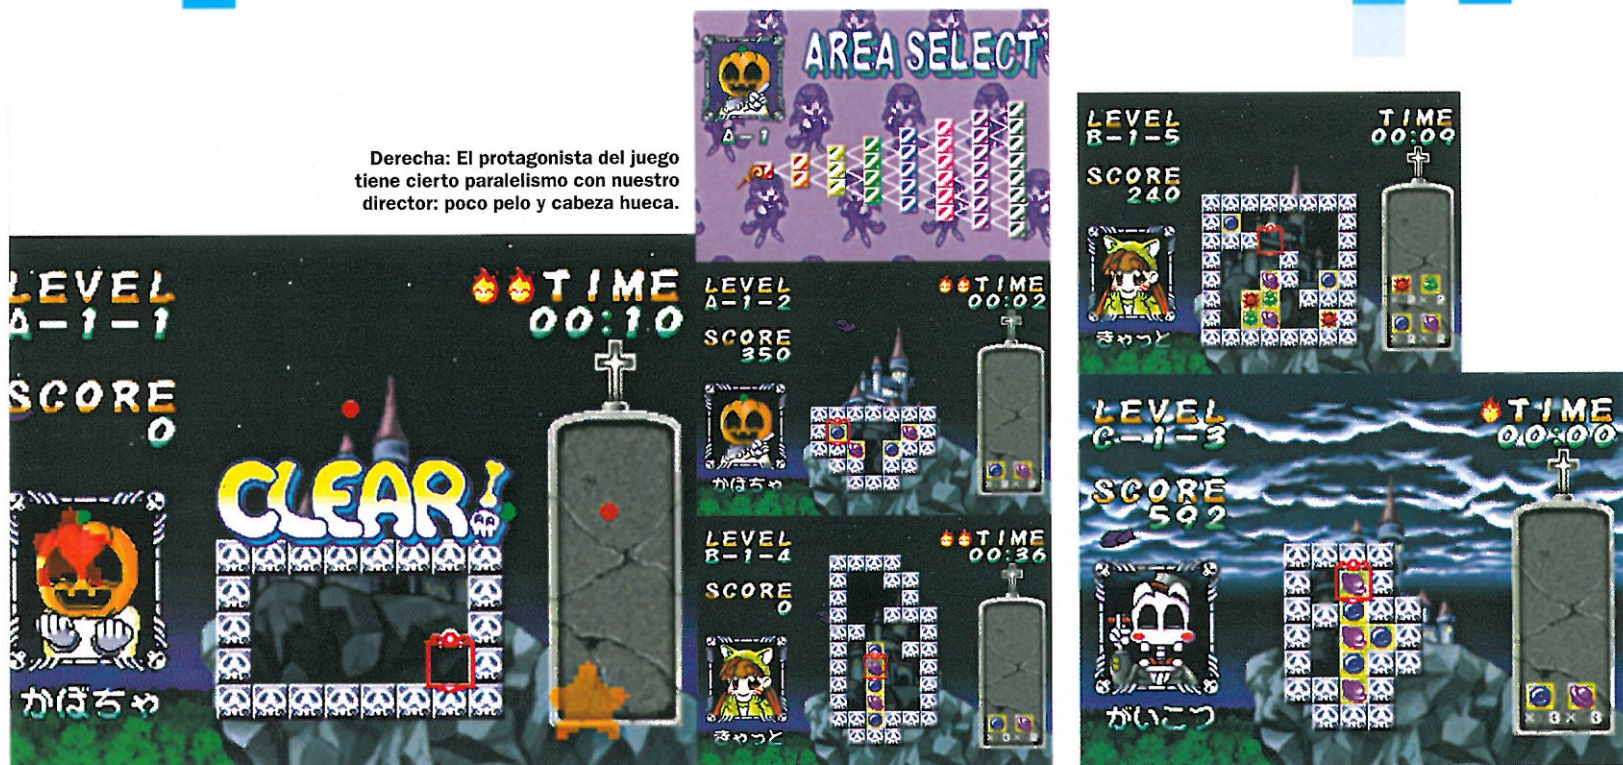 Derecha: El protagonista del juego
tiene cierto paralelismo con nuestro
director: poco pelo y cabeza hueca.
AREA SELECT
A-1
LEVEL
A-1-1
TIME
00:10
SCORE
0
CLEAR!
かぼちゃ
LEVEL
A-1-2
TIME
00:02
SCORE
350
かぼちゃ
LEVEL
B-1-4
TIME
00:36
SCORE
0
きゃっと
×3×2
LEVEL
B-1-5
TIME
00:09
SCORE
240
きゃっと
LEVEL
C-1-3
TIME
00:00
SCORE
592
がいこつ
×3×3